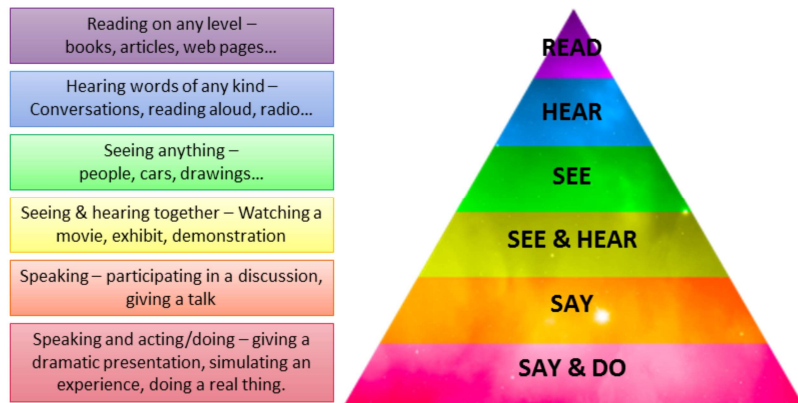 Reading on any level –
books, articles, web pages…
Hearing words of any kind –
Conversations, reading aloud, radio…
Seeing anything –
people, cars, drawings…
Seeing & hearing together – Watching a
movie, exhibit, demonstration
Speaking – participating in a discussion,
giving a talk
Speaking and acting/doing – giving a
dramatic presentation, simulating an
experience, doing a real thing.
READ
HEAR
SEE
SEE & HEAR
SAY
SAY & DO